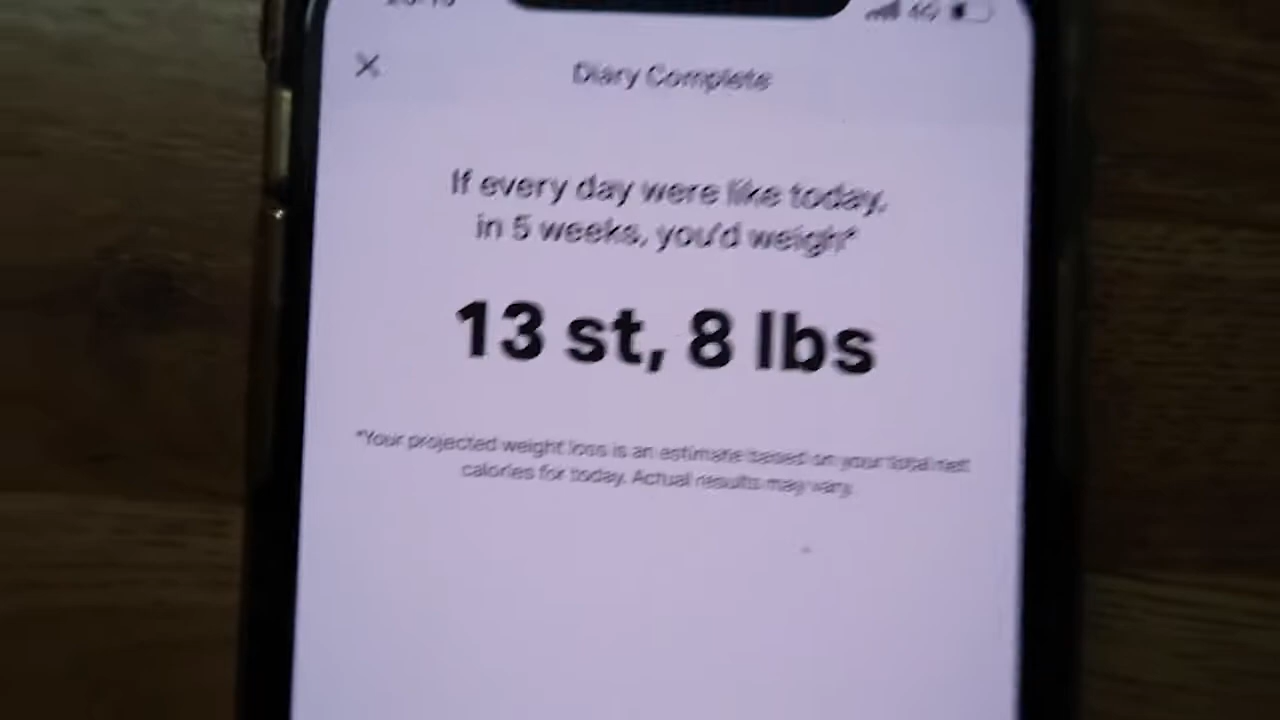 4G
Diary Complete
If every day were like today,
in 5 weeks, you'd weigh*
13 st, 8 lbs
*Your projected weight loss is an estimate based on your total net
calories for today. Actual results may vary.